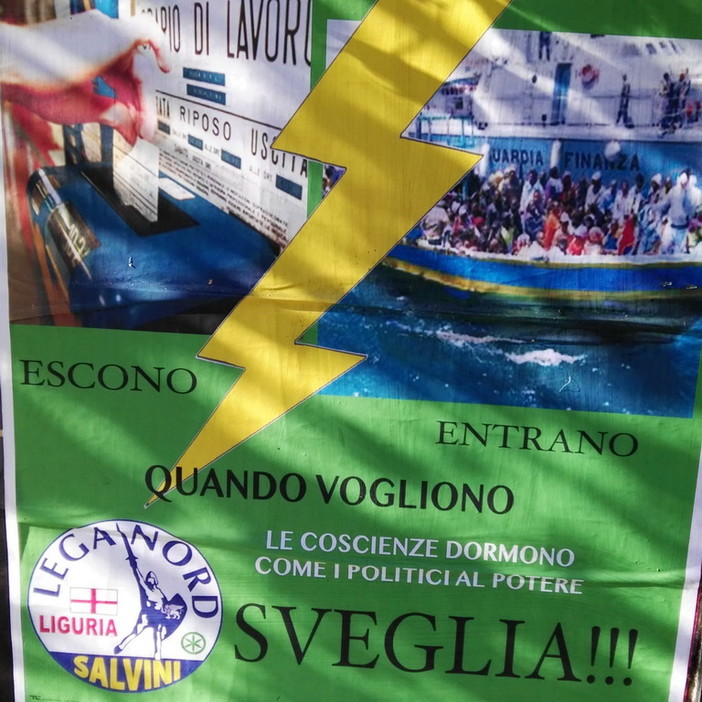 DI LAVORO
RIPOSO USCITA
GUARDIA FINANZA
ESCONO
ENTRANO
QUANDO VOGLIONO
LE COSCIENZE DORMONO
COME I POLITICI AL POTERE
SVEGLIA!!!
LEGA NORD
LIGURIA
SALVINI